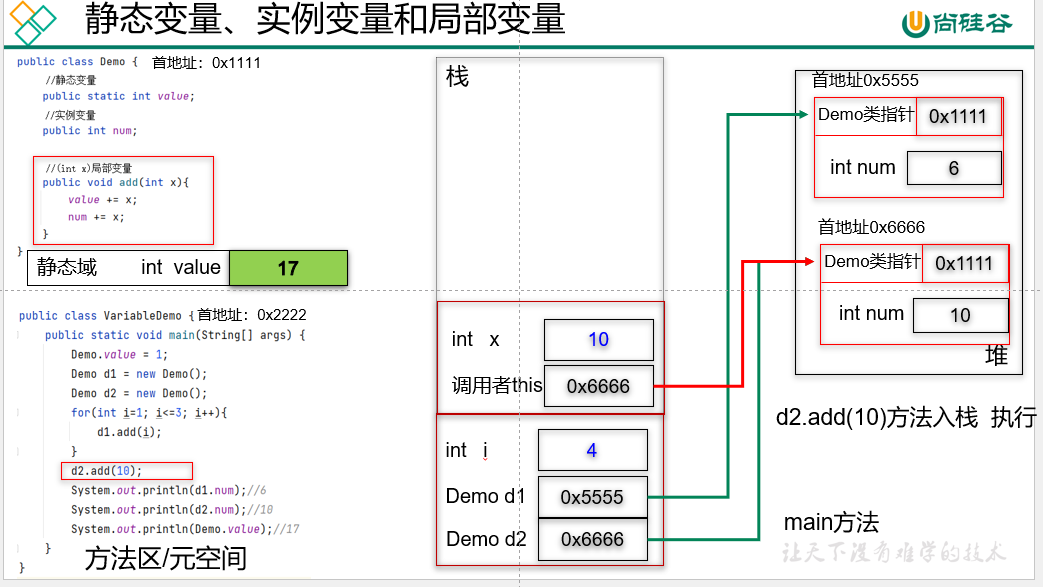 静态变量、实例变量和局部变量
尚硅谷
public class Demo { 首地址：0x1111
//静态变量
public static int value;
//实例变量
public int num;
//(int x)局部变量
public void add(int x){
value += x;
num += x;
}
}
静态域 int value 17
public class VariableDemo { 首地址：0x2222
public static void main(String[] args) {
Demo.value = 1;
Demo d1 = new Demo();
Demo d2 = new Demo();
for(int i=1; i<=3; i++){
d1.add(i);
}
d2.add(10);
System.out.println(d1.num);//6
System.out.println(d2.num);//10
System.out.println(Demo.value);//17
}
}
方法区/元空间
栈
int x 10
调用者this 0x6666
int i 4
Demo d1 0x5555
Demo d2 0x6666
首地址0x5555
Demo类指针 0x1111
int num 6
首地址0x6666
Demo类指针 0x1111
int num 10
堆
d2.add(10)方法入栈 执行
main方法
让天下没有难学的技术